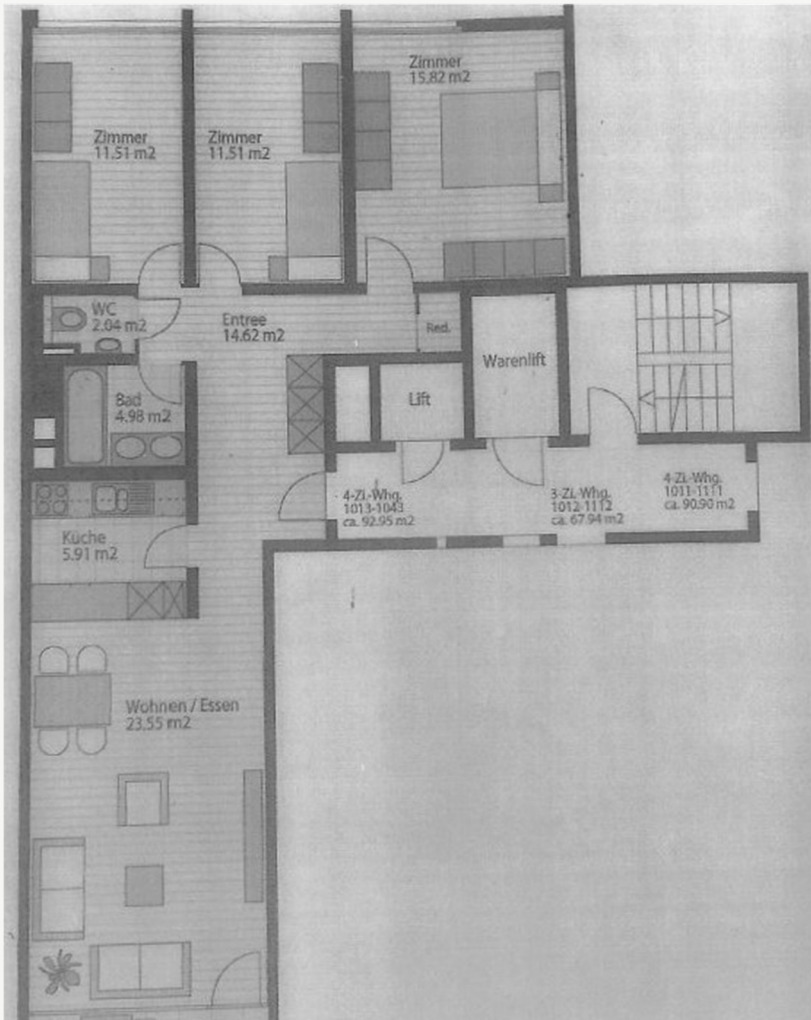 Zimmer
15.82 m2
Zimmer
11.51 m2
Zimmer
11.51 m2
WC
2.04 m2
Entree
14.62 m2
Red.
Warenlift
Lift
Bad
4.98 m2
4-Zi.-Whg.
1013-1043
ca. 92.95 m2
3-Zi.-Whg.
1012-1112
ca. 67.94 m2
4-Zi.-Whg.
1011-1111
ca. 90.90 m2
Küche
5.91 m2
Wohnen / Essen
23.55 m2